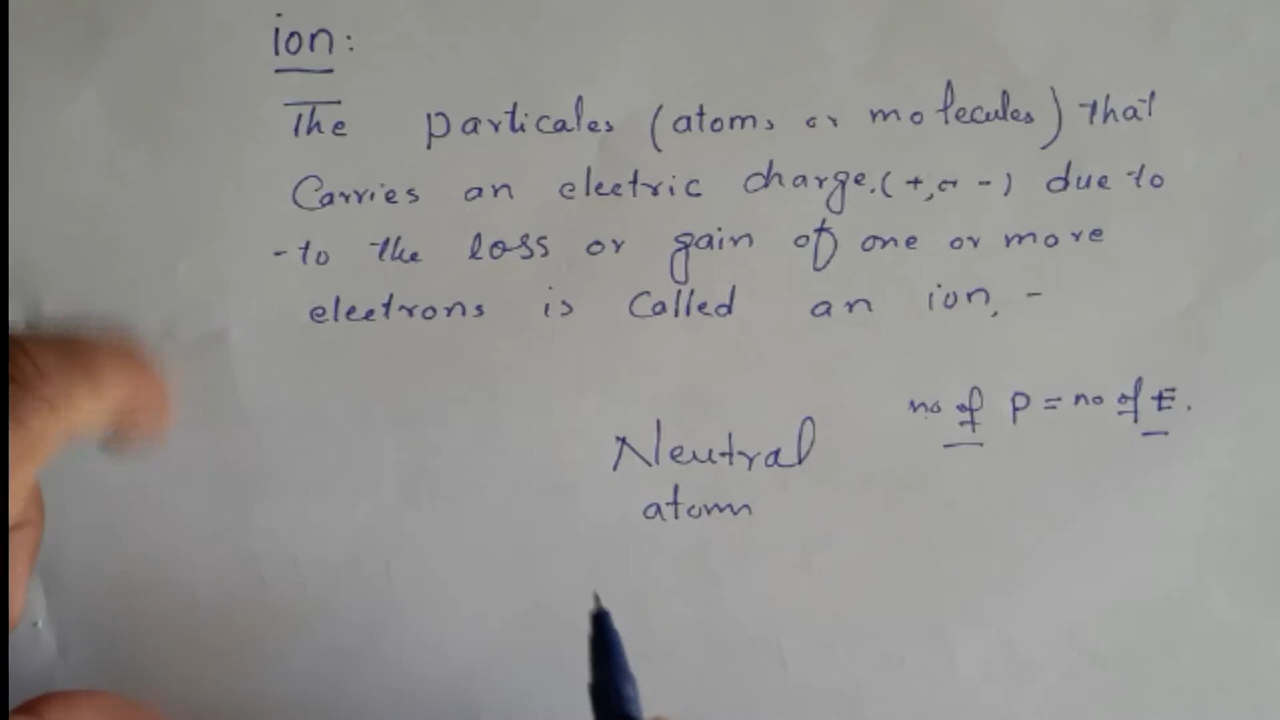 ion:
The particales (atoms or molecules) that
Carries an electric charge.(+,or -) due to
-to the loss or gain of one or more
electrons is called an ion. -
no of P = no of E.
Neutral
atom